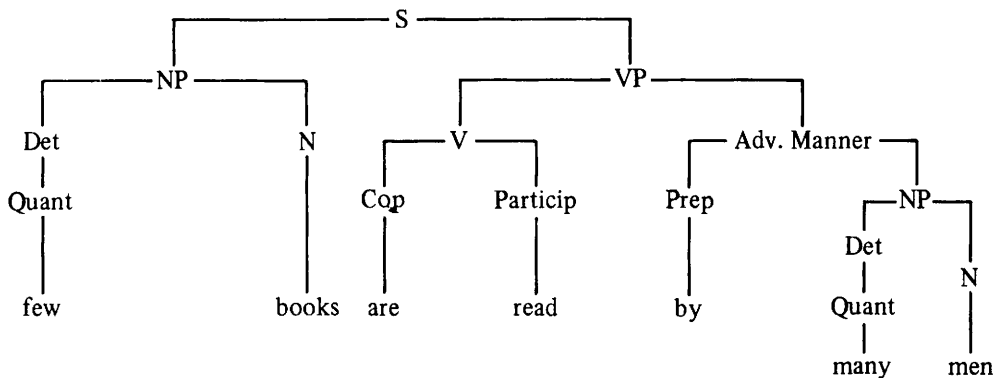 S
NP VP
Det N V Adv. Manner
Quant Cop Particip Prep NP
Det
N
few books are read by Quant
many men